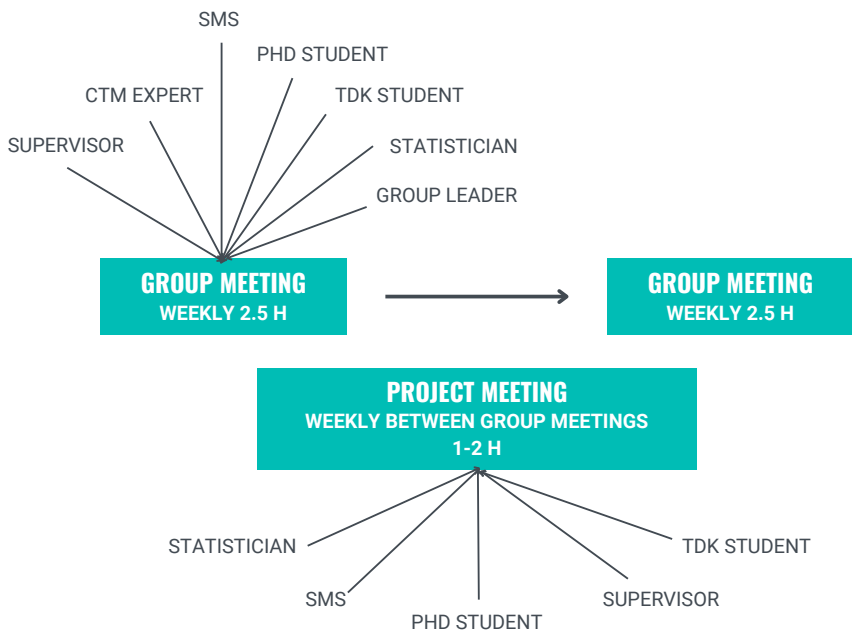 SMS
PHD STUDENT
CTM EXPERT
TDK STUDENT
SUPERVISOR
STATISTICIAN
GROUP LEADER
GROUP MEETING
WEEKLY 2.5 H
GROUP MEETING
WEEKLY 2.5 H
PROJECT MEETING
WEEKLY BETWEEN GROUP MEETINGS
1-2 H
STATISTICIAN
TDK STUDENT
SMS
SUPERVISOR
PHD STUDENT